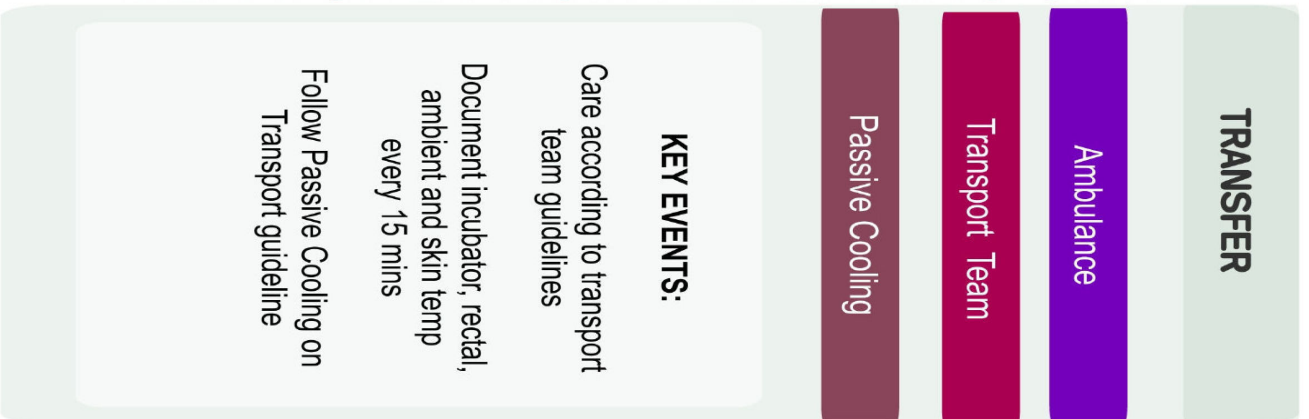 TRANSFER
Ambulance
Transport Team
Passive Cooling
KEY EVENTS:
Care according to transport
team guidelines
Document incubator, rectal,
ambient and skin temp
every 15 mins
Follow Passive Cooling on
Transport guideline